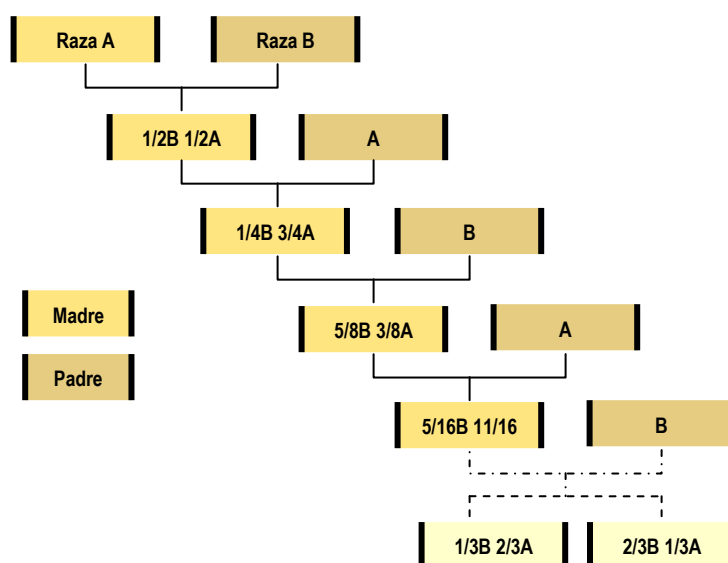 Raza A
Raza B
1/2B 1/2A
A
1/4B 3/4A
B
Madre
5/8B 3/8A
A
Padre
5/16B 11/16
B
1/3B 2/3A
2/3B 1/3A